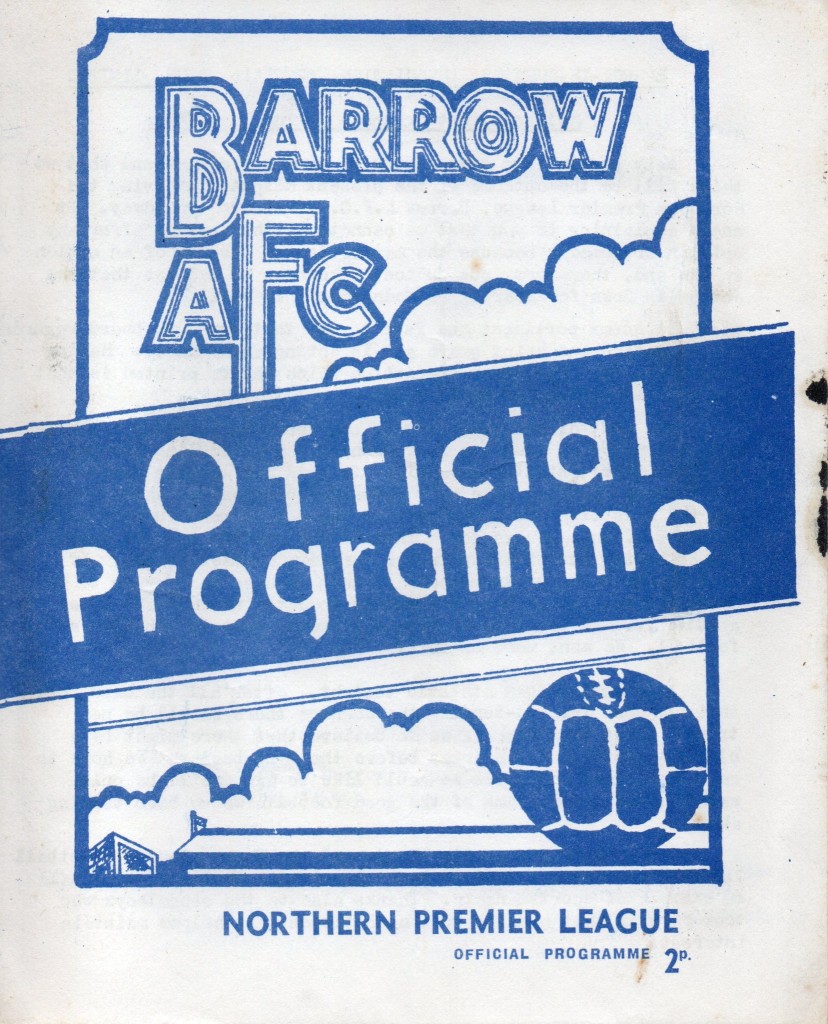 BARROW
AFC
Official
Programme
NORTHERN PREMIER LEAGUE
OFFICIAL PROGRAMME 2p.